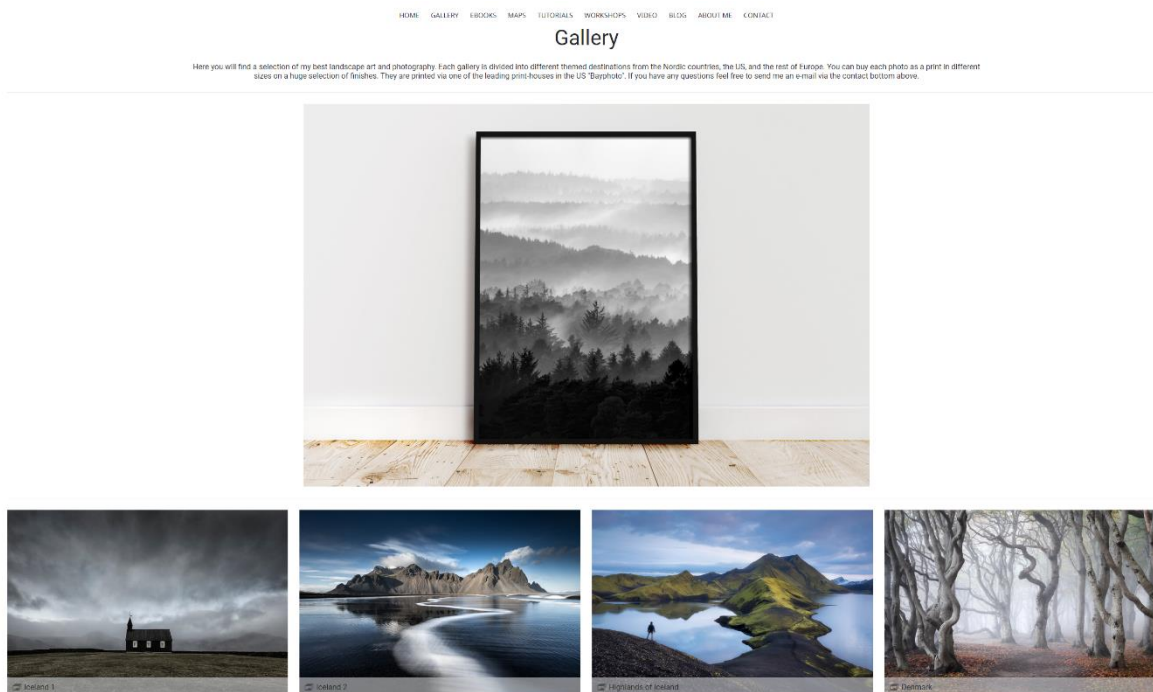 HOME GALLERY EBOOKS MAPS TUTORIALS WORKSHOPS VIDEO BLOG ABOUT ME CONTACT
Gallery
Here you will find a selection of my best landscape art and photography. Each gallery is divided into different themed destinations from the Nordic countries, the US, and the rest of Europe. You can buy each photo as a print in different
sizes on a huge selection of finishes. They are printed via one of the leading print-houses in the US "Bayphoto". If you have any questions feel free to send me an e-mail via the contact bottom above.
Iceland 1 Iceland 2 Highlands of Iceland Denmark